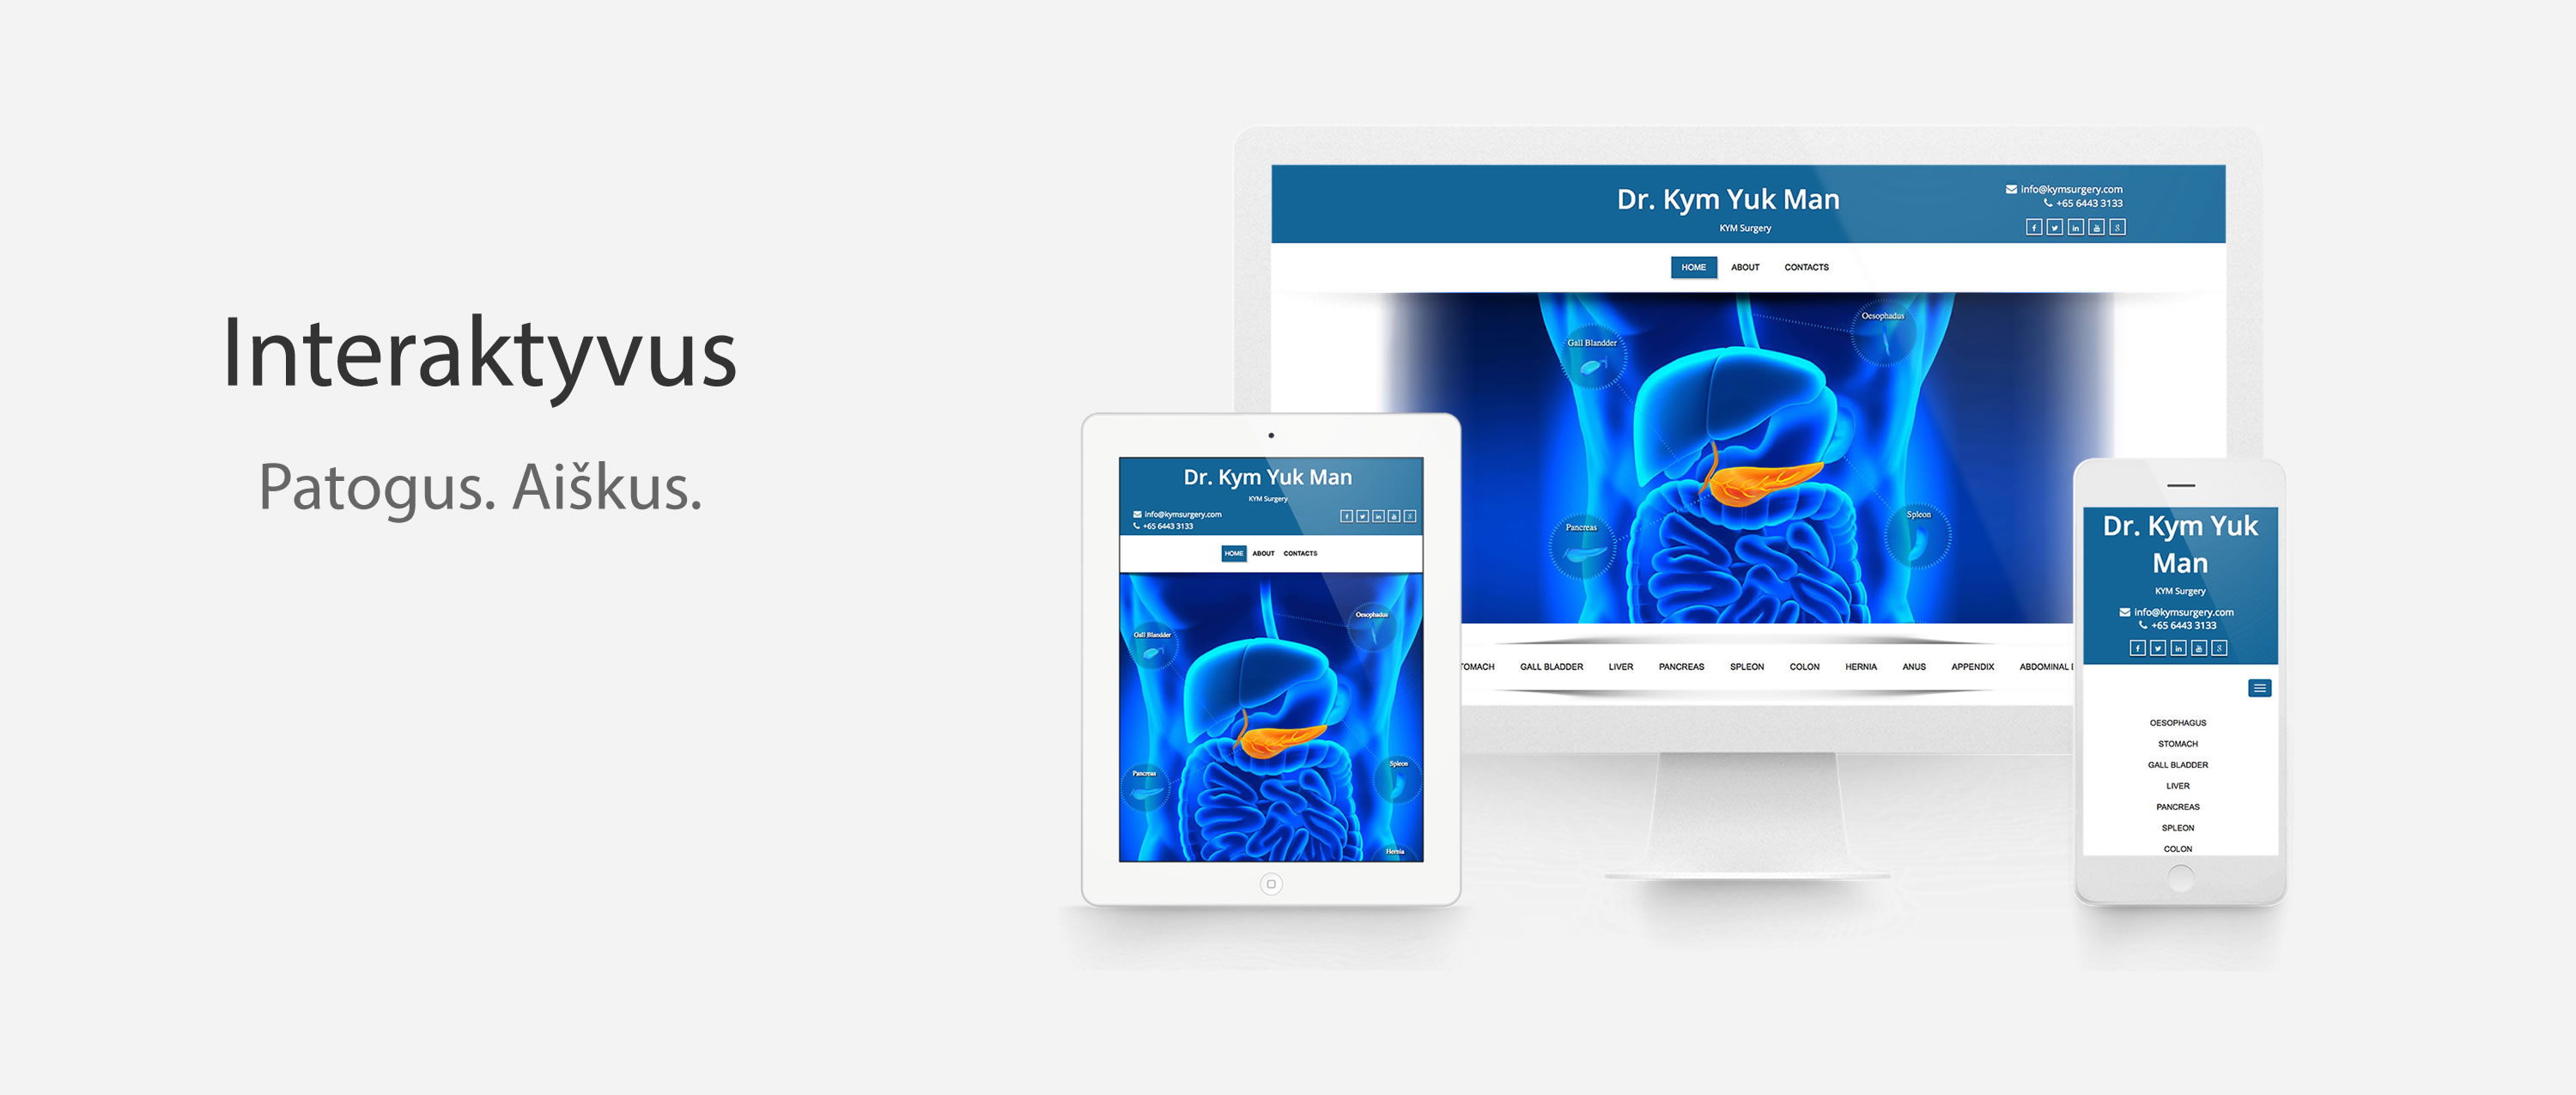 Interaktyvus
Patogus. Aiškus.
Dr. Kym Yuk Man
KYM Surgery
info@kymsurgery.com
+65 6443 3133
HOME ABOUT CONTACTS
Oesophadus
Gall Blandder
Pancreas
Spleon
TOMACH GALL BLADDER LIVER PANCREAS SPLEON COLON HERNIA ANUS APPENDIX ABDOMINAL
Dr. Kym Yuk Man
KYM Surgery
info@kymsurgery.com
+65 6443 3133
HOME ABOUT CONTACTS
Oesophadus
Gall Blandder
Spleon
Pancreas
Hernia
Dr. Kym Yuk
Man
KYM Surgery
info@kymsurgery.com
+65 6443 3133
OESOPHAGUS
STOMACH
GALL BLADDER
LIVER
PANCREAS
SPLEON
COLON